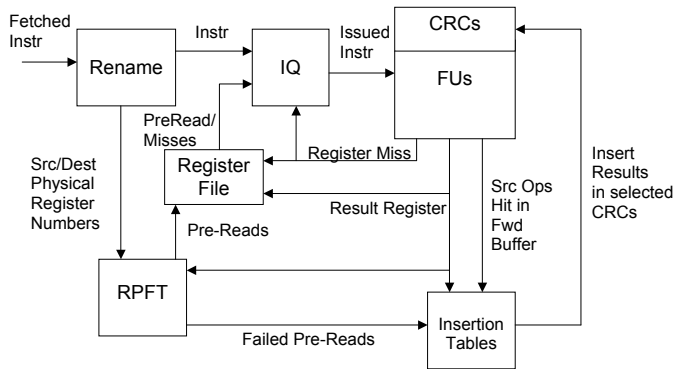 Fetched
Instr
Rename
Instr
IQ
Issued
Instr
CRCs
FUs
PreRead/
Misses
Register
File
Register Miss
Src/Dest
Physical
Register
Numbers
Insert
Results
in selected
CRCs
Result Register
Src Ops
Hit in
Fwd
Buffer
Pre-Reads
RPFT
Failed Pre-Reads
Insertion
Tables